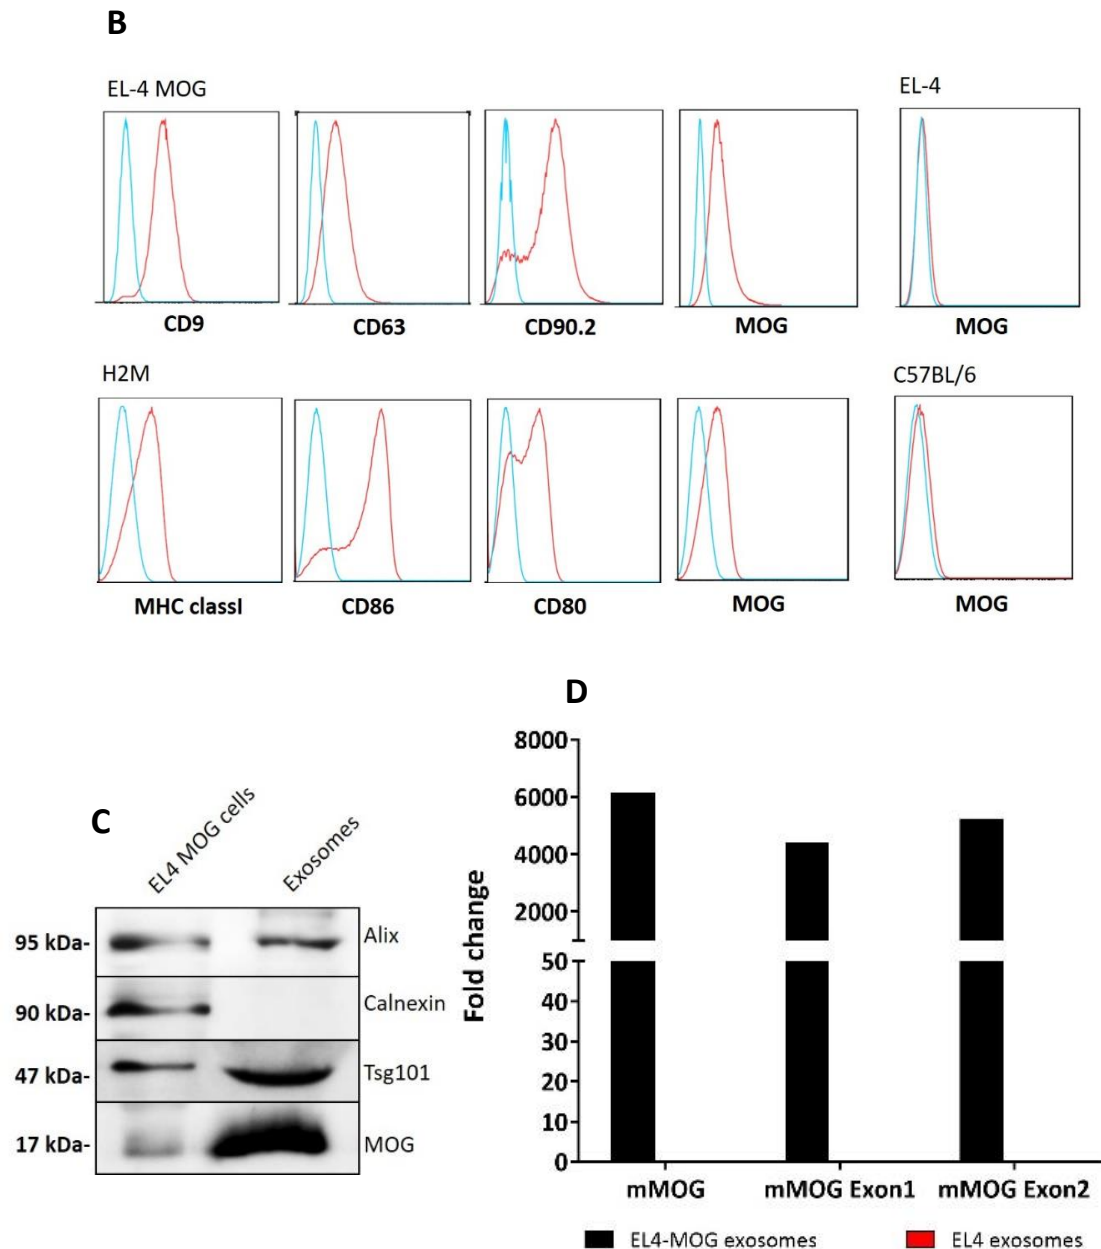 B
EL-4 MOG
EL-4
CD9
CD63
CD90.2
MOG
MOG
H2M
C57BL/6
MHC classI
CD86
CD80
MOG
MOG
C
EL4 MOG cells
Exosomes
95 kDa-
Alix
90 kDa-
Calnexin
47 kDa-
Tsg101
17 kDa-
MOG
D
Fold change
8000
6000
4000
2000
50
40
30
20
10
0
mMOG
mMOG Exon1
mMOG Exon2
EL4-MOG exosomes
EL4 exosomes